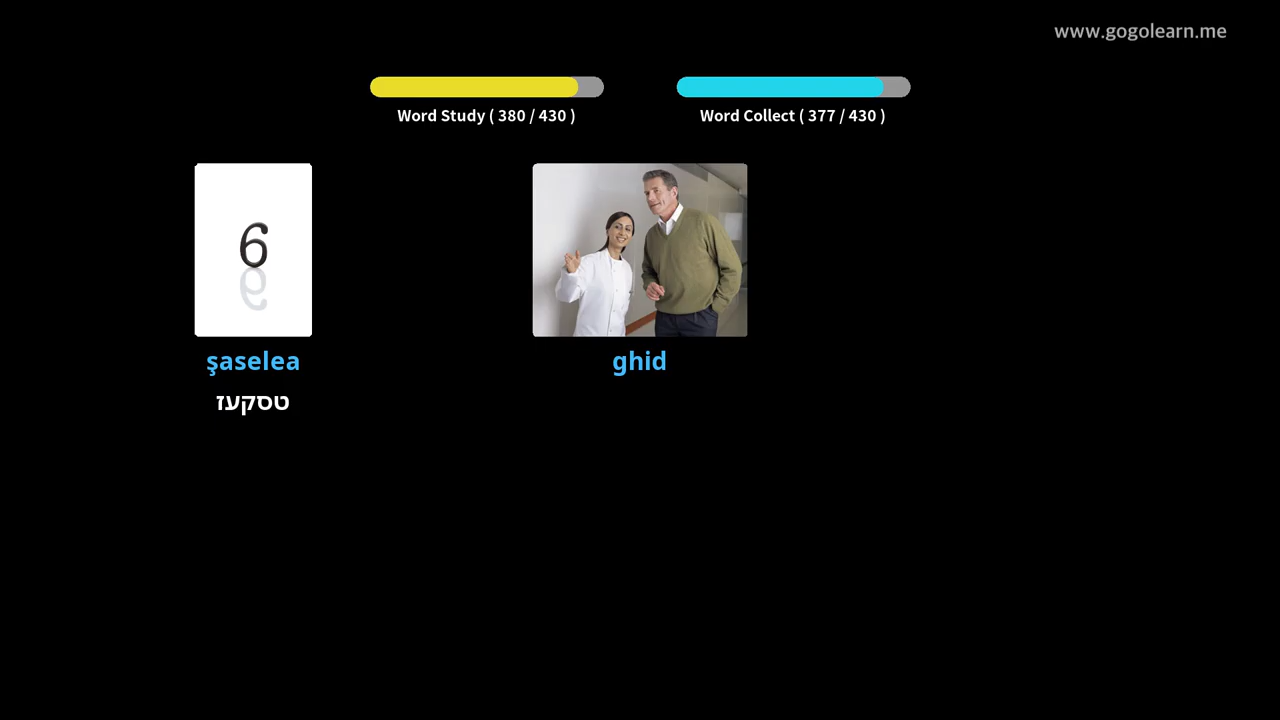 www.gogolearn.me
Word Study ( 380 / 430 )
Word Collect ( 377 / 430 )
6
şaselea
ghid
טסקעז